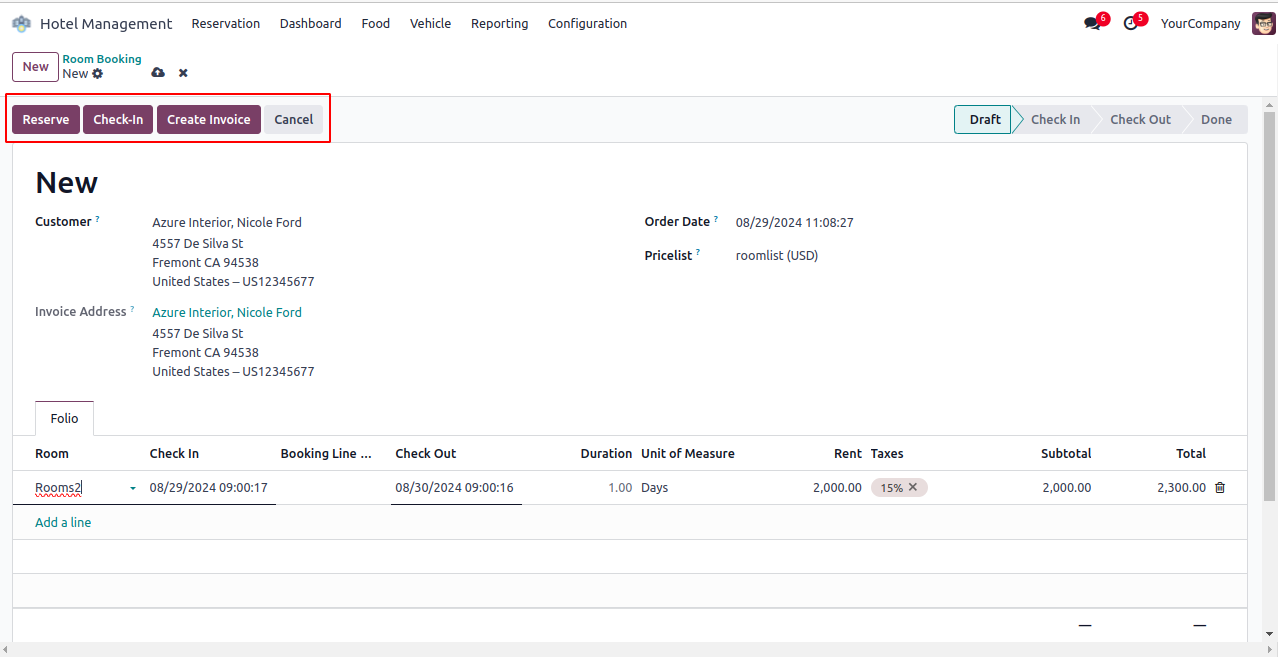 Hotel Management Reservation Dashboard Food Vehicle Reporting Configuration 6 5 YourCompany
New Room Booking
New
Reserve Check-In Create Invoice Cancel Draft Check In Check Out Done
New
Customer ? Azure Interior, Nicole Ford Order Date ? 08/29/2024 11:08:27
4557 De Silva St
Fremont CA 94538 Pricelist ? roomlist (USD)
United States – US12345677
Invoice Address ? Azure Interior, Nicole Ford
4557 De Silva St
Fremont CA 94538
United States – US12345677
Folio
Room Check In Booking Line ... Check Out Duration Unit of Measure Rent Taxes Subtotal Total
Rooms2 08/29/2024 09:00:17 08/30/2024 09:00:16 1.00 Days 2,000.00 15% 2,000.00 2,300.00
Add a line
— —